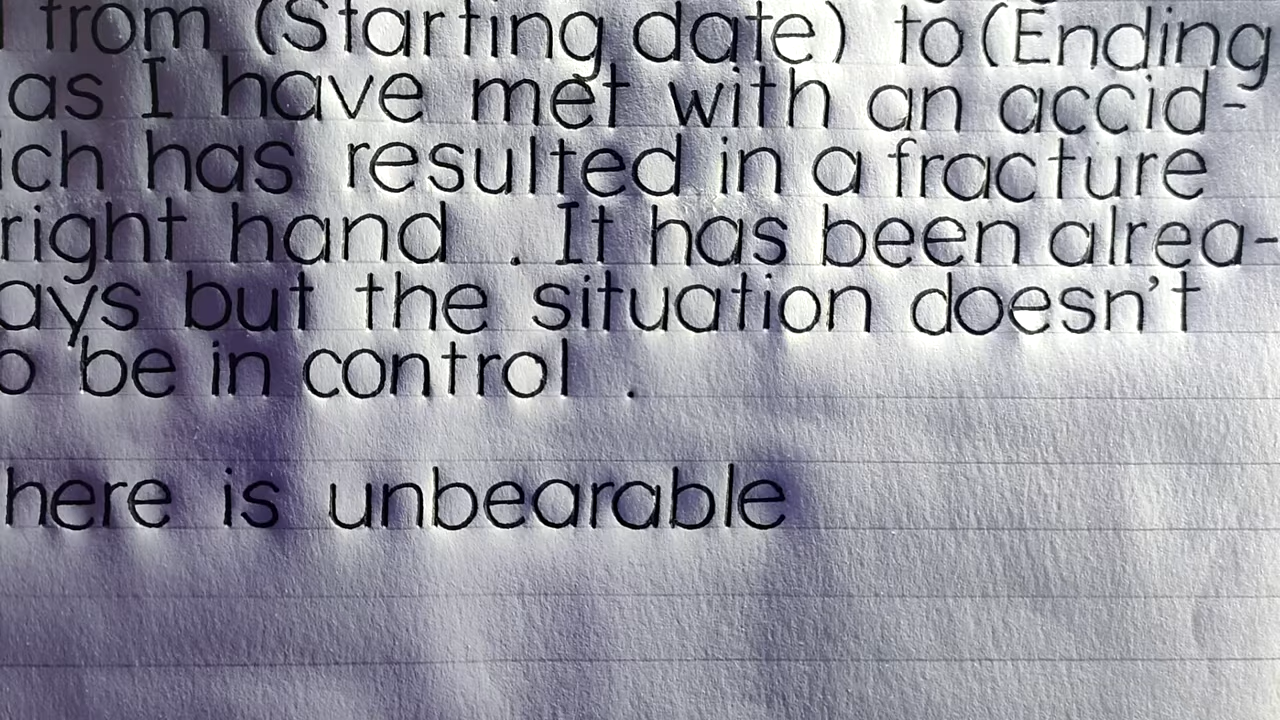 from (Starting date) to (Ending
as I have met with an accid-
ich has resulted in a fracture
right hand . It has been alrea-
ays but the situation doesn't
o be in control .
here is unbearable